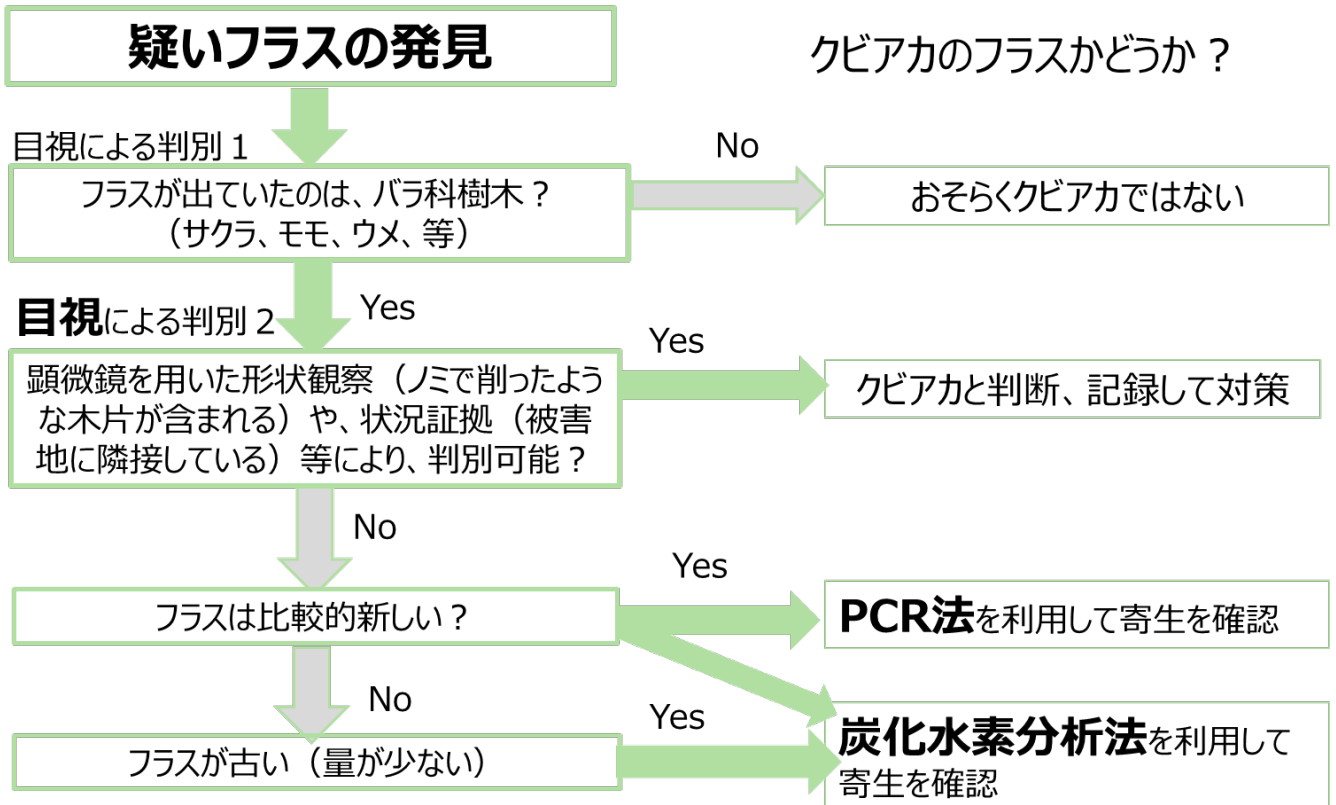 疑いフラスの発見
クビアカのフラスかどうか？
目視による判別１
フラスが出ていたのは、バラ科樹木？
（サクラ、モモ、ウメ、等）
No
おそらくクビアカではない
Yes
目視による判別２
顕微鏡を用いた形状観察（ノミで削ったよう
な木片が含まれる）や、状況証拠（被害
地に隣接している）等により、判別可能？
Yes
クビアカと判断、記録して対策
No
フラスは比較的新しい？
Yes
PCR法を利用して寄生を確認
No
フラスが古い（量が少ない）
Yes
炭化水素分析法を利用して
寄生を確認